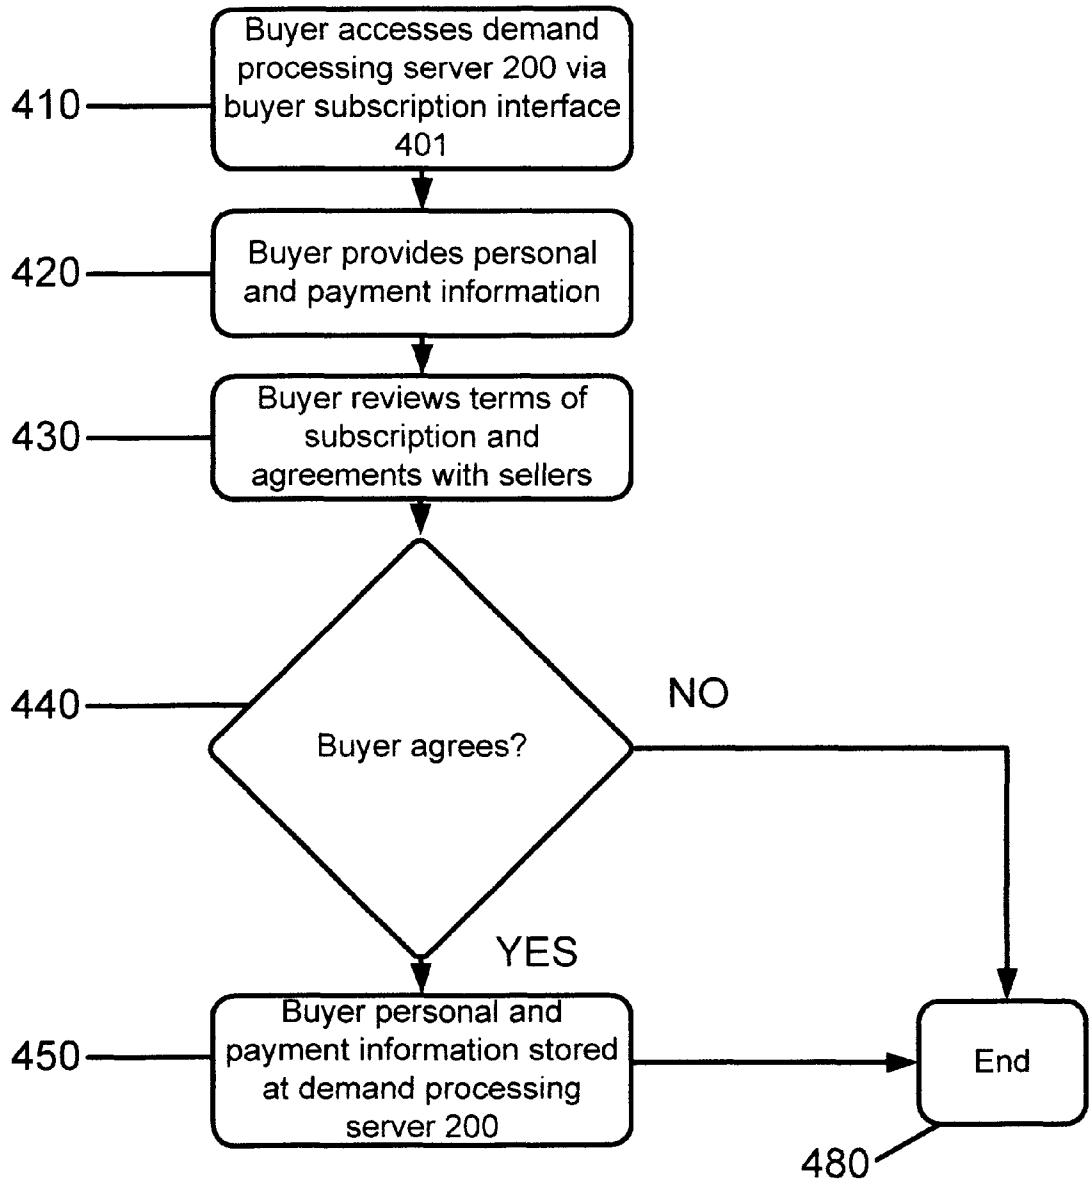 Buyer accesses demand
processing server 200 via
buyer subscription interface
401
410
Buyer provides personal
and payment information
420
Buyer reviews terms of
subscription and
agreements with sellers
430
440
Buyer agrees?
NO
YES
Buyer personal and
payment information stored
at demand processing
server 200
450
End
480